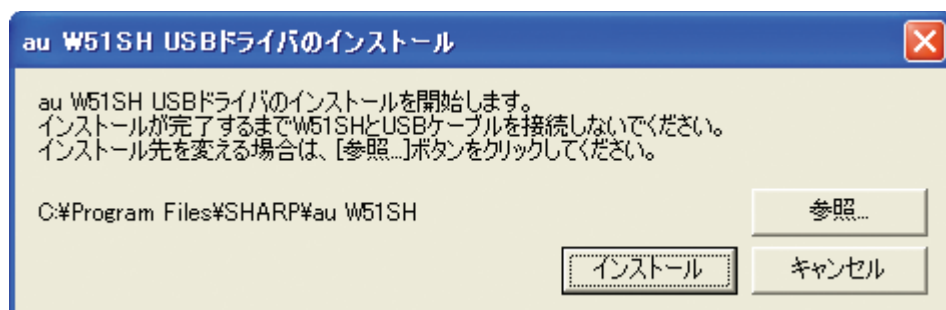 au W51SH USBドライバのインストール
au W51SH USBドライバのインストールを開始します。
インストールが完了するまでW51SHとUSBケーブルを接続しないでください。
インストール先を変える場合は、[参照...]ボタンをクリックしてください。
C:¥Program Files¥SHARP¥au W51SH
参照...
インストール
キャンセル